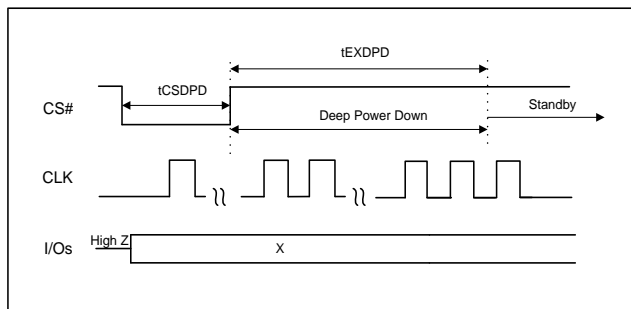 tEXDPD
tCSDPD
CS#
Deep Power Down
Standby
CLK
I/Os
High Z
X